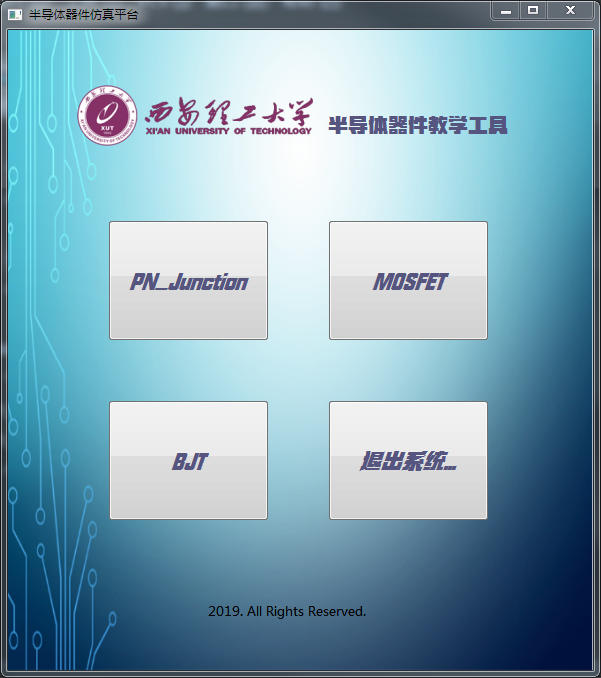 半导体器件仿真平台
西安理工大学
XI'AN UNIVERSITY OF TECHNOLOGY
XUT
半导体器件教学工具
PN_Junction
MOSFET
BJT
退出系统...
2019. All Rights Reserved.